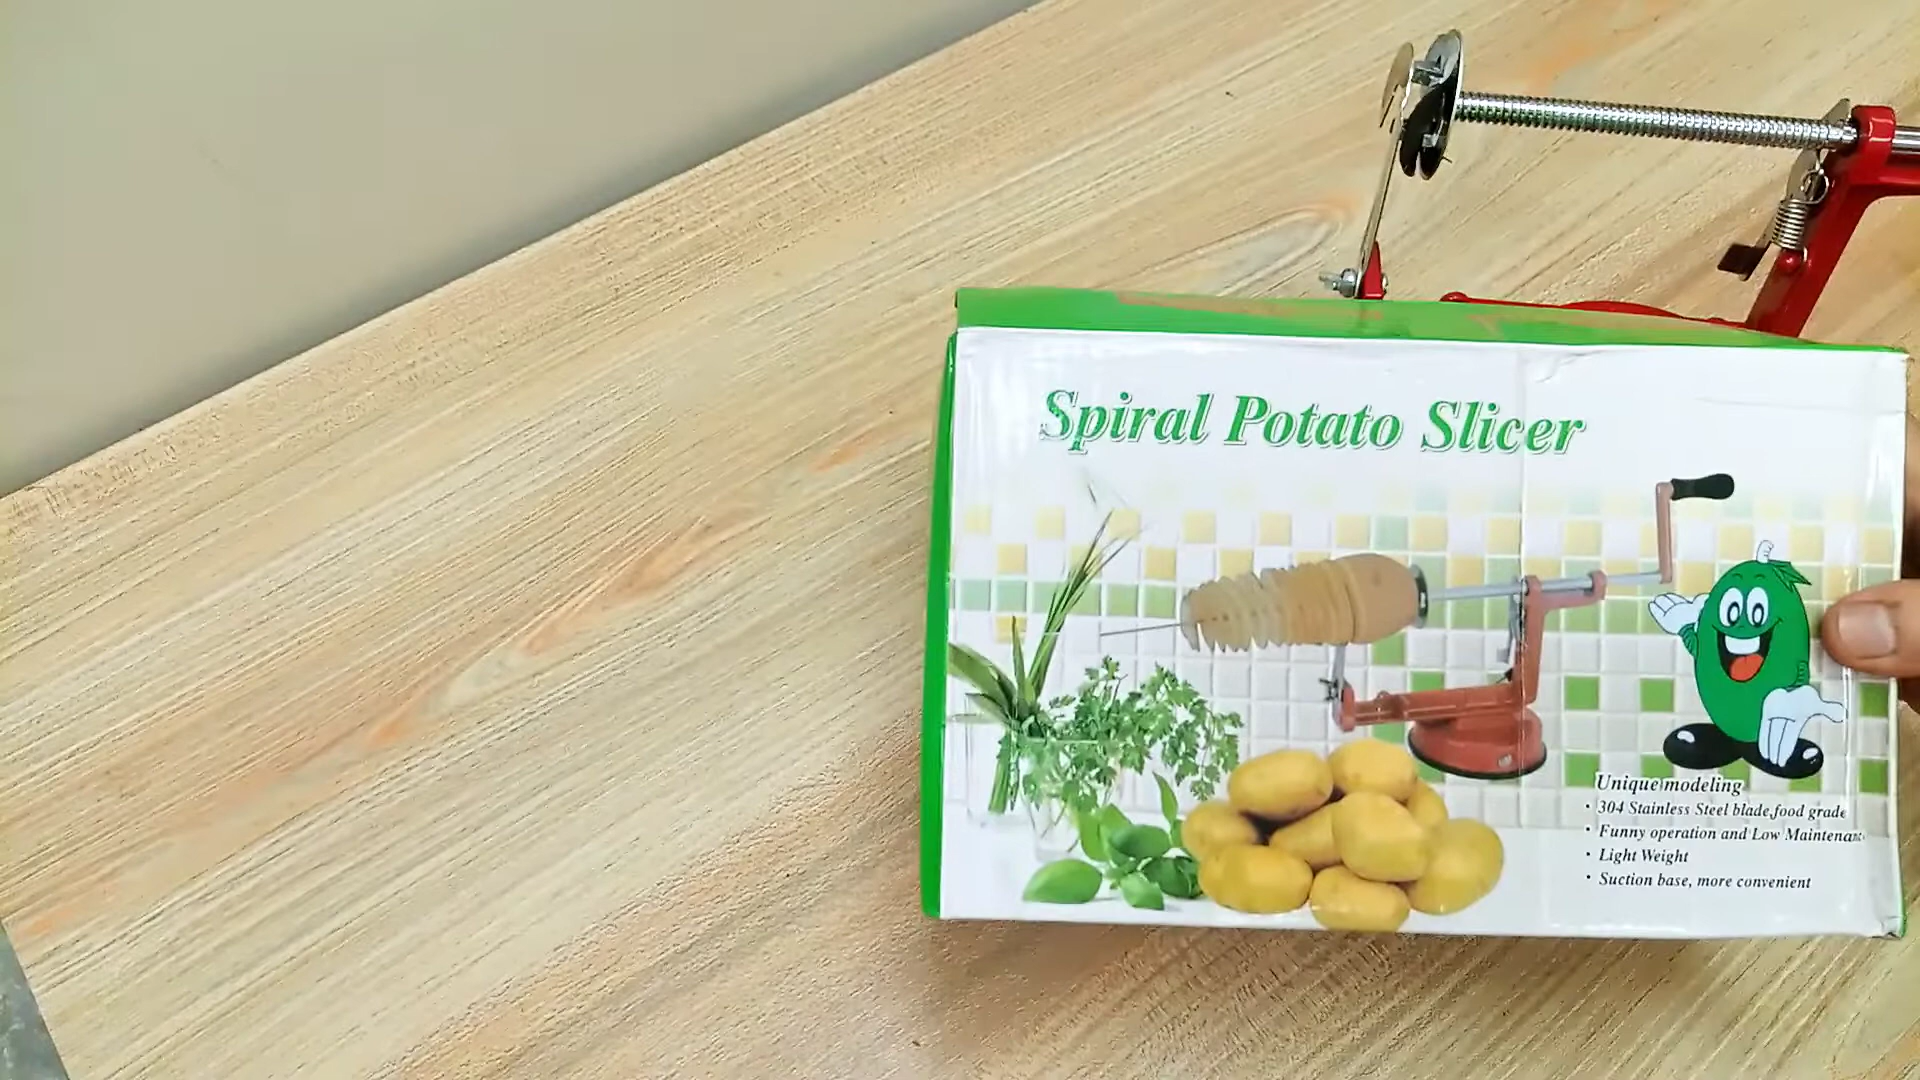 Spiral Potato Slicer
Unique modeling
· 304 Stainless Steel blade,food grade
· Funny operation and Low Maintenanc
· Light Weight
· Suction base, more convenient